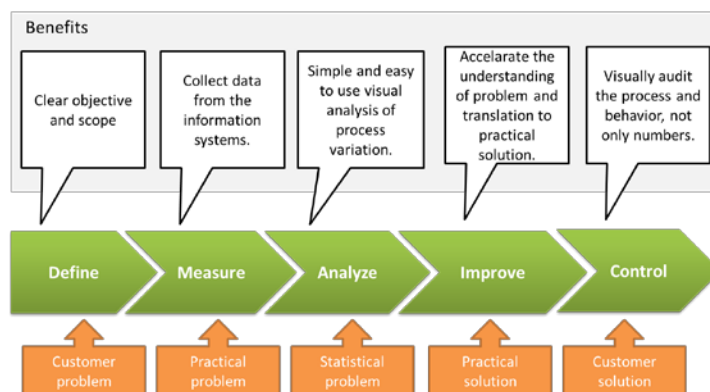 Benefits
Clear objective
and scope
Collect data
from the
information
systems.
Simple and easy
to use visual
analysis of
process
variation.
Accelarate the
understanding
of problem and
translation to
practical
solution.
Visually audit
the process and
behavior, not
only numbers.
Define
Measure
Analyze
Improve
Control
Customer
problem
Practical
problem
Statistical
problem
Practical
solution
Customer
solution